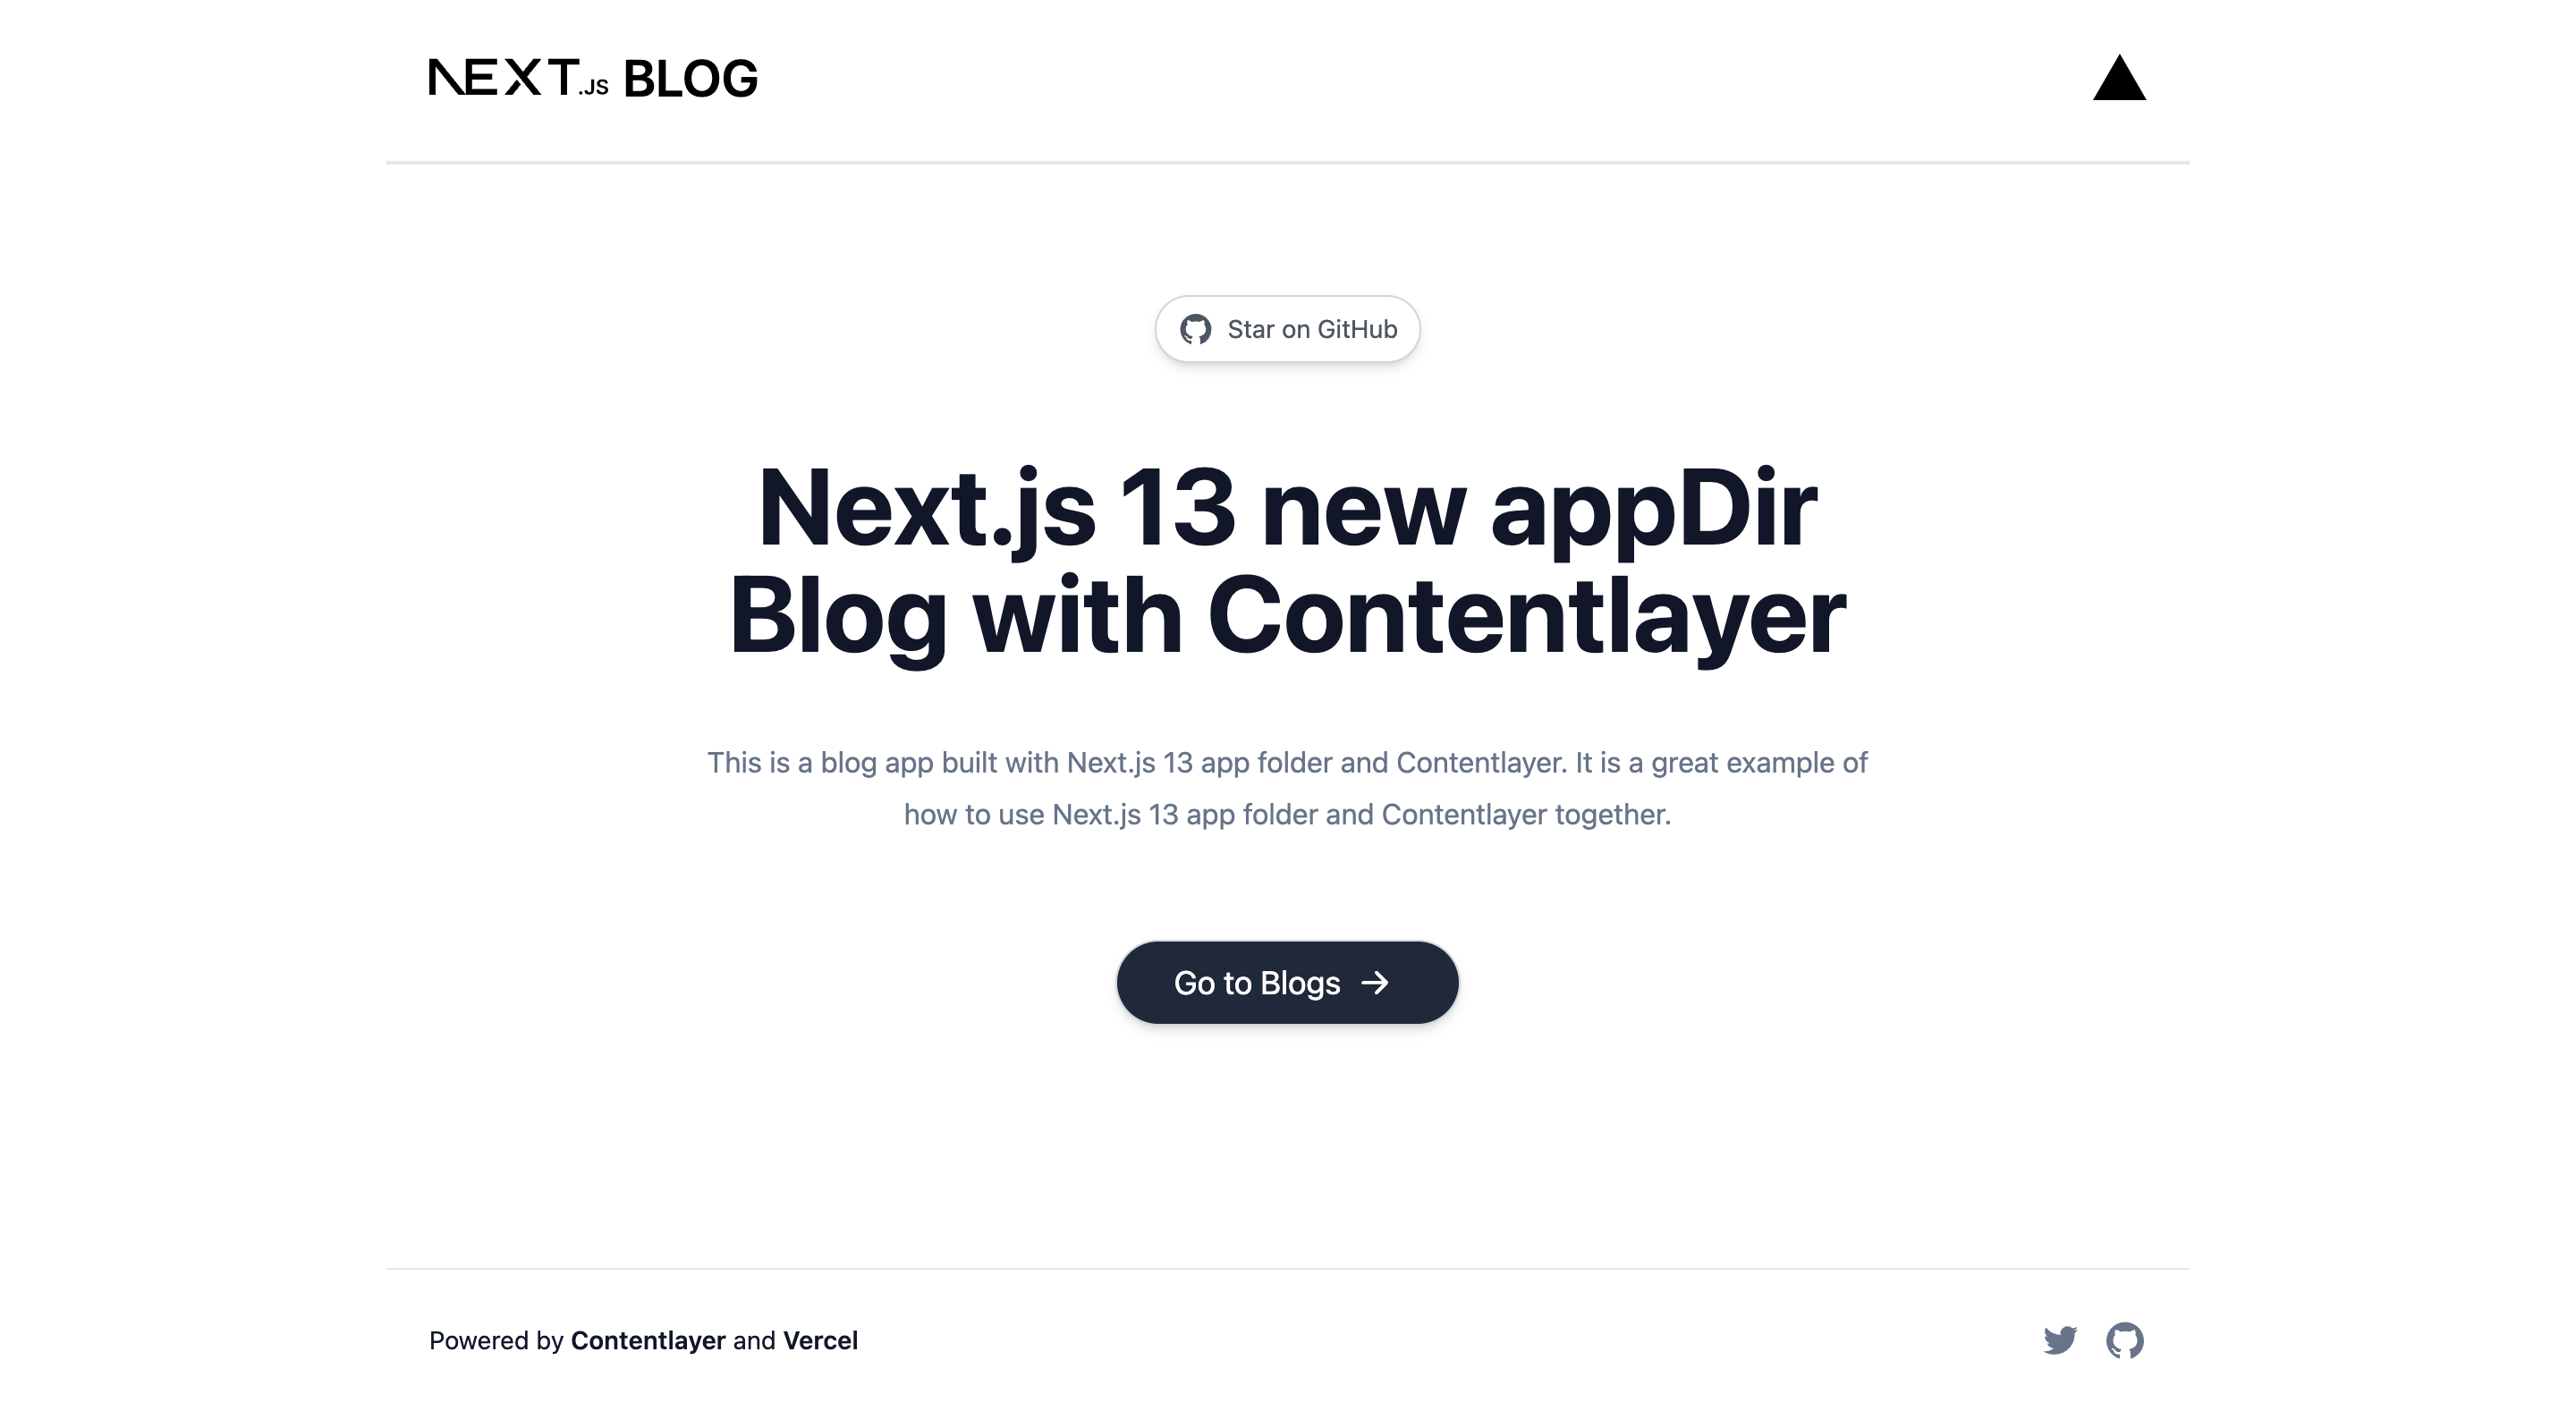 NEXT.JS BLOG
Star on GitHub
Next.js 13 new appDir
Blog with Contentlayer
This is a blog app built with Next.js 13 app folder and Contentlayer. It is a great example of
how to use Next.js 13 app folder and Contentlayer together.
Go to Blogs →
Powered by Contentlayer and Vercel